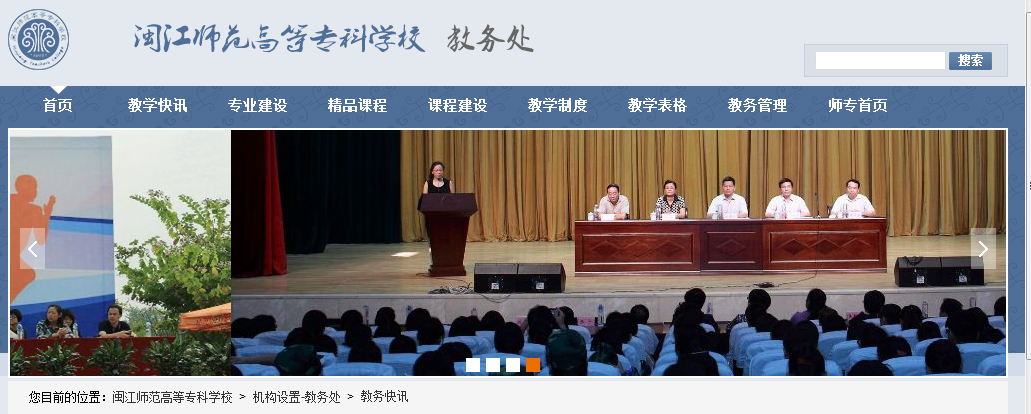 闽江师范高等专科学校 教务处
搜索
首页 教学快讯 专业建设 精品课程 课程建设 教学制度 教学表格 教务管理 师专首页
您目前的位置：闽江师范高等专科学校 > 机构设置-教务处 > 教务快讯